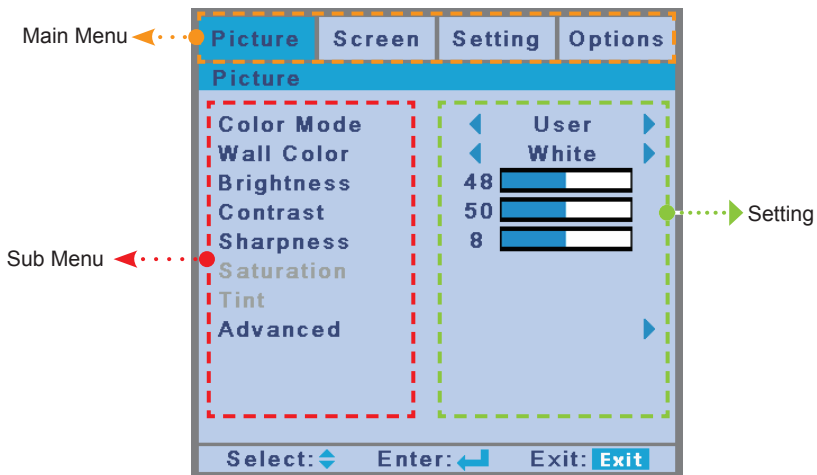 Main Menu
Picture Screen Setting Options
Picture
Color Mode User
Wall Color White
Brightness 48
Contrast 50
Setting
Sharpness 8
Sub Menu
Saturation
Tint
Advanced
Select: Enter: Exit: Exit